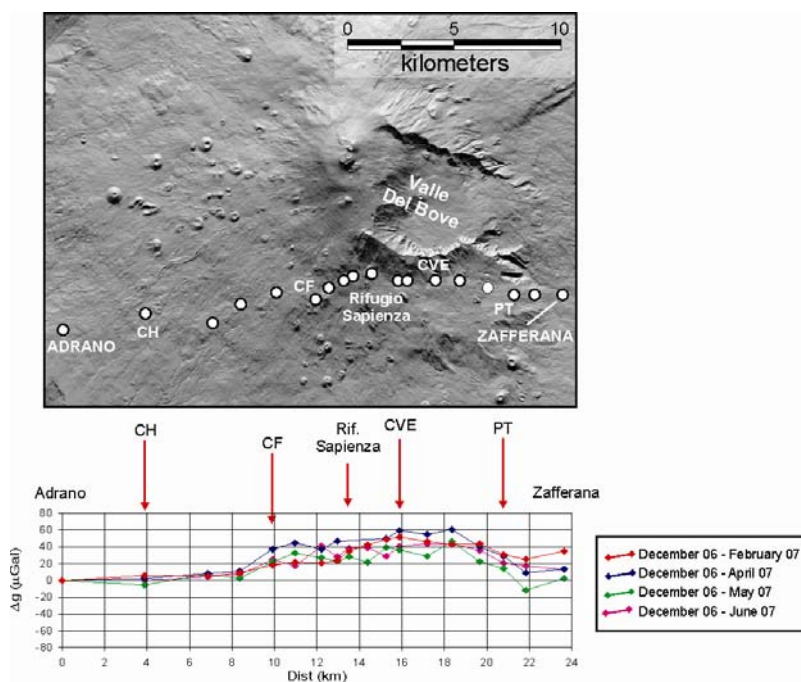 0 5 10
kilometers
Valle
Del Bove
CVE
CF
Rifugio
Sapienza
CH
PT
ADRANO
ZAFFERANA
CH
CF
Rif.
Sapienza
CVE
PT
Adrano
Zafferana
80
60
40
20
0
-20
-40
-60
-80
Δg (μGal)
0 2 4 6 8 10 12 14 16 18 20 22 24
Dist (km)
December 06 - February 07
December 06 - April 07
December 06 - May 07
December 06 - June 07